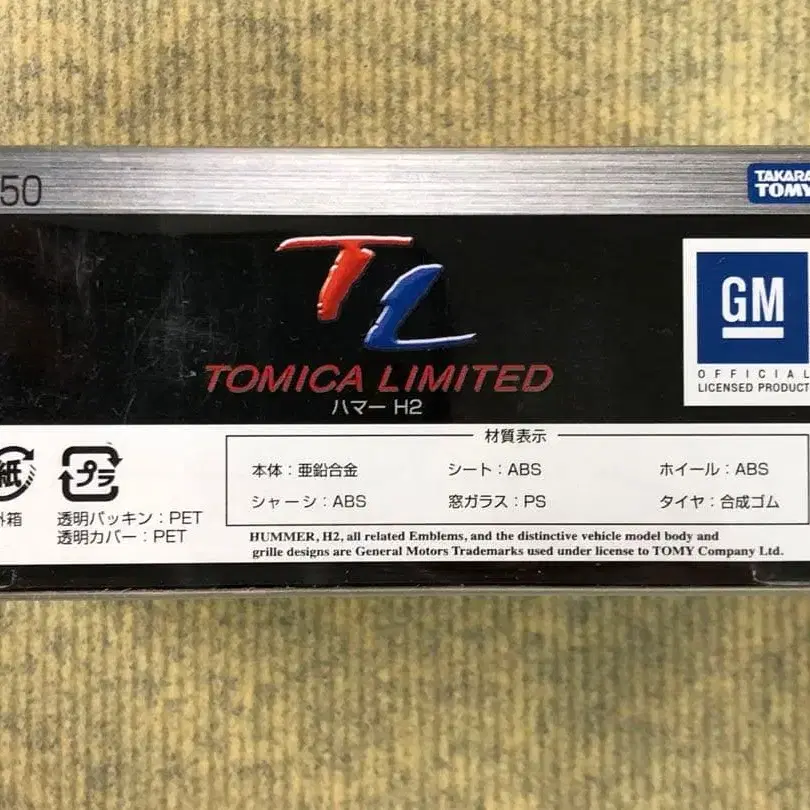 50
TAKARA
TOMY
TL
GM
OFFICIAL
LICENSED PRODUCT
TOMICA LIMITED
ハマー H2
材質表示
紙
プラ
本体：亜鉛合金 シート：ABS ホイール：ABS
シャーシ：ABS 窓ガラス：PS タイヤ：合成ゴム
外箱
透明パッキン：PET
透明カバー：PET
HUMMER, H2, all related Emblems, and the distinctive vehicle model body and
grille designs are General Motors Trademarks used under license to TOMY Company Ltd.